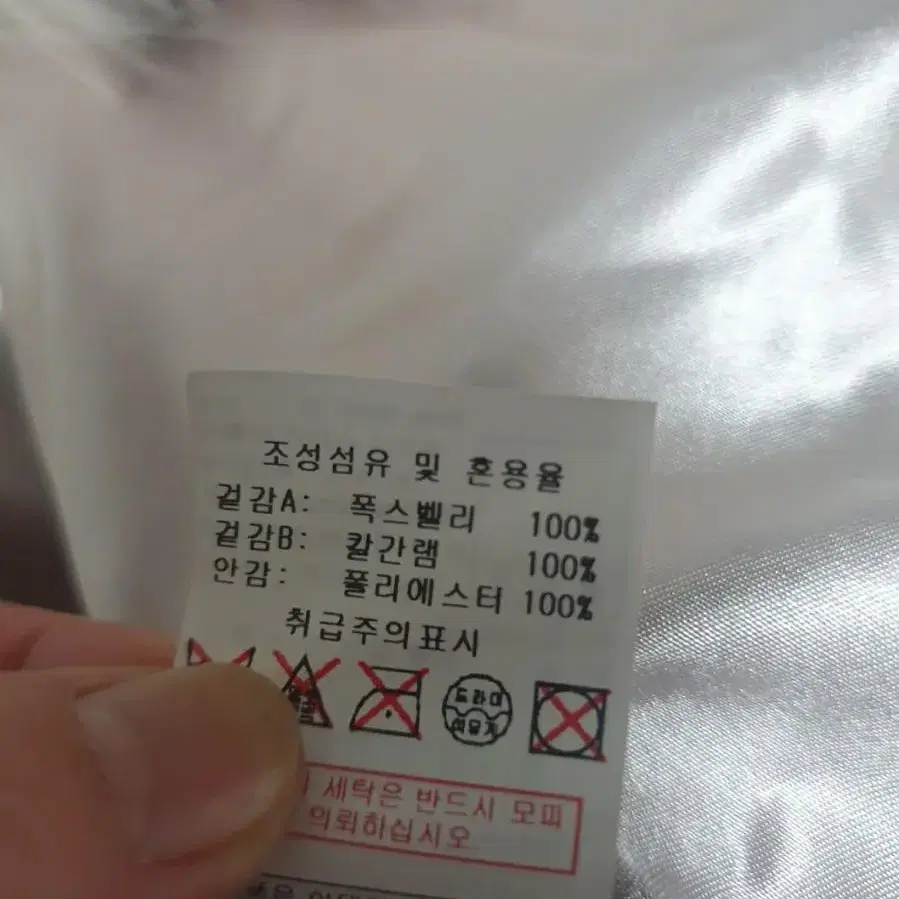 조성섬유 및 혼용율
겉감A: 폭스벨리 100%
겉감B: 칼간램 100%
안감: 폴리에스터 100%
취급주의표시
드라이
세탁은 반드시 모피
의뢰하십시오